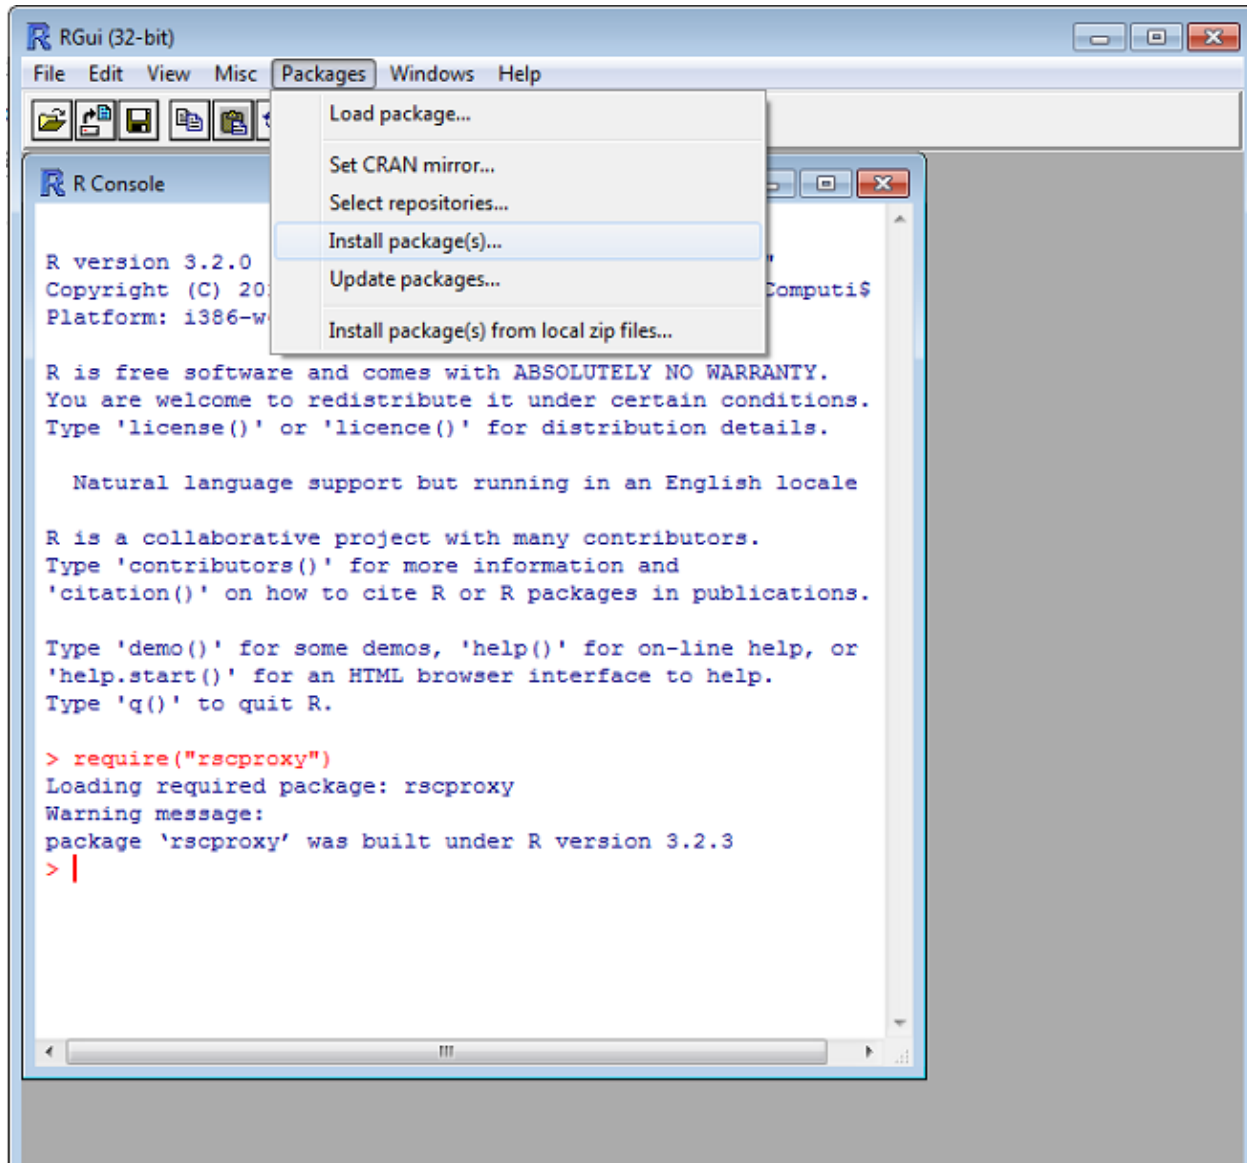 RGui (32-bit)
File Edit View Misc Packages Windows Help
Load package...
Set CRAN mirror...
Select repositories...
Install package(s)...
Update packages...
Install package(s) from local zip files...
R Console
R version 3.2.0 "
Copyright (C) 20 Computi$
Platform: i386-w
R is free software and comes with ABSOLUTELY NO WARRANTY.
You are welcome to redistribute it under certain conditions.
Type 'license()' or 'licence()' for distribution details.
Natural language support but running in an English locale
R is a collaborative project with many contributors.
Type 'contributors()' for more information and
'citation()' on how to cite R or R packages in publications.
Type 'demo()' for some demos, 'help()' for on-line help, or
'help.start()' for an HTML browser interface to help.
Type 'q()' to quit R.
> require("rscproxy")
Loading required package: rscproxy
Warning message:
package ‘rscproxy’ was built under R version 3.2.3
>